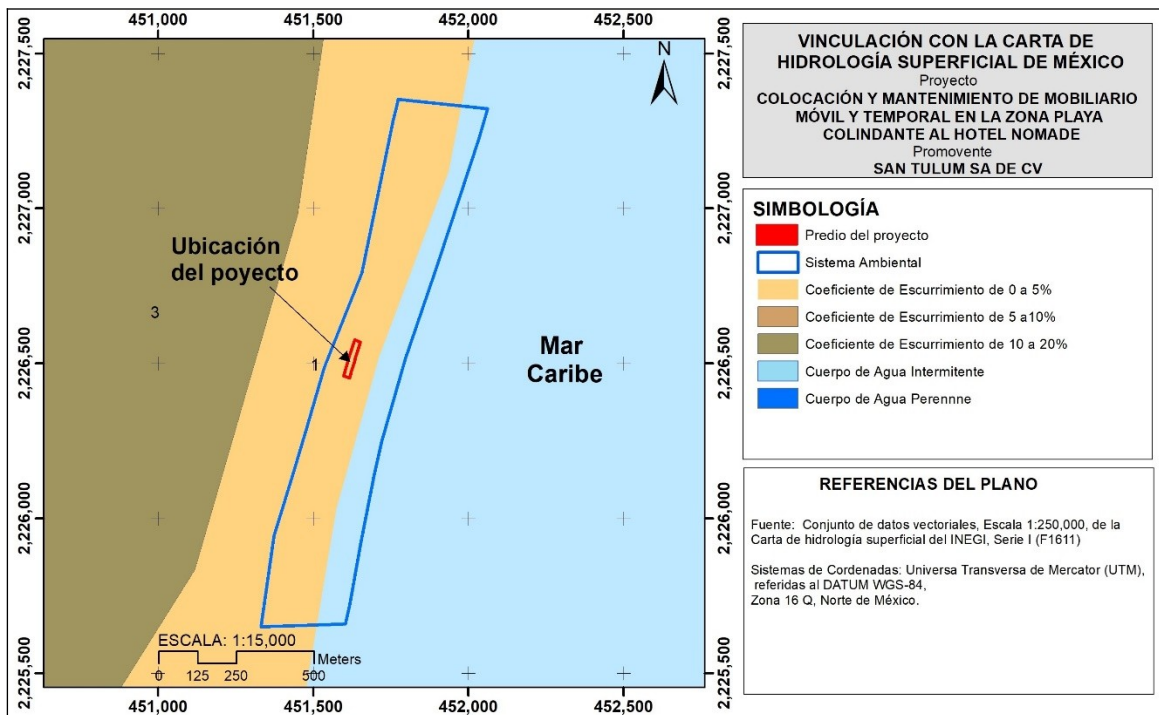 451,000 451,500 452,000 452,500
2,227,500
2,227,000
2,226,500
2,226,000
2,225,500
N
Ubicación
del poyecto
3
1
Mar
Caribe
ESCALA: 1:15,000
Meters
0 125 250 500
2,227,500
2,227,000
2,226,500
2,226,000
2,225,500
451,000 451,500 452,000 452,500
VINCULACIÓN CON LA CARTA DE
HIDROLOGÍA SUPERFICIAL DE MÉXICO
Proyecto
COLOCACIÓN Y MANTENIMIENTO DE MOBILIARIO
MÓVIL Y TEMPORAL EN LA ZONA PLAYA
COLINDANTE AL HOTEL NOMADE
Promovente
SAN TULUM SA DE CV
SIMBOLOGÍA
Predio del proyecto
Sistema Ambiental
Coeficiente de Escurrimiento de 0 a 5%
Coeficiente de Escurrimiento de 5 a10%
Coeficiente de Escurrimiento de 10 a 20%
Cuerpo de Agua Intermitente
Cuerpo de Agua Perennne
REFERENCIAS DEL PLANO
Fuente: Conjunto de datos vectoriales, Escala 1:250,000, de la
Carta de hidrología superficial del INEGI, Serie I (F1611)
Sistemas de Cordenadas: Universa Transversa de Mercator (UTM),
referidas al DATUM WGS-84,
Zona 16 Q, Norte de México.